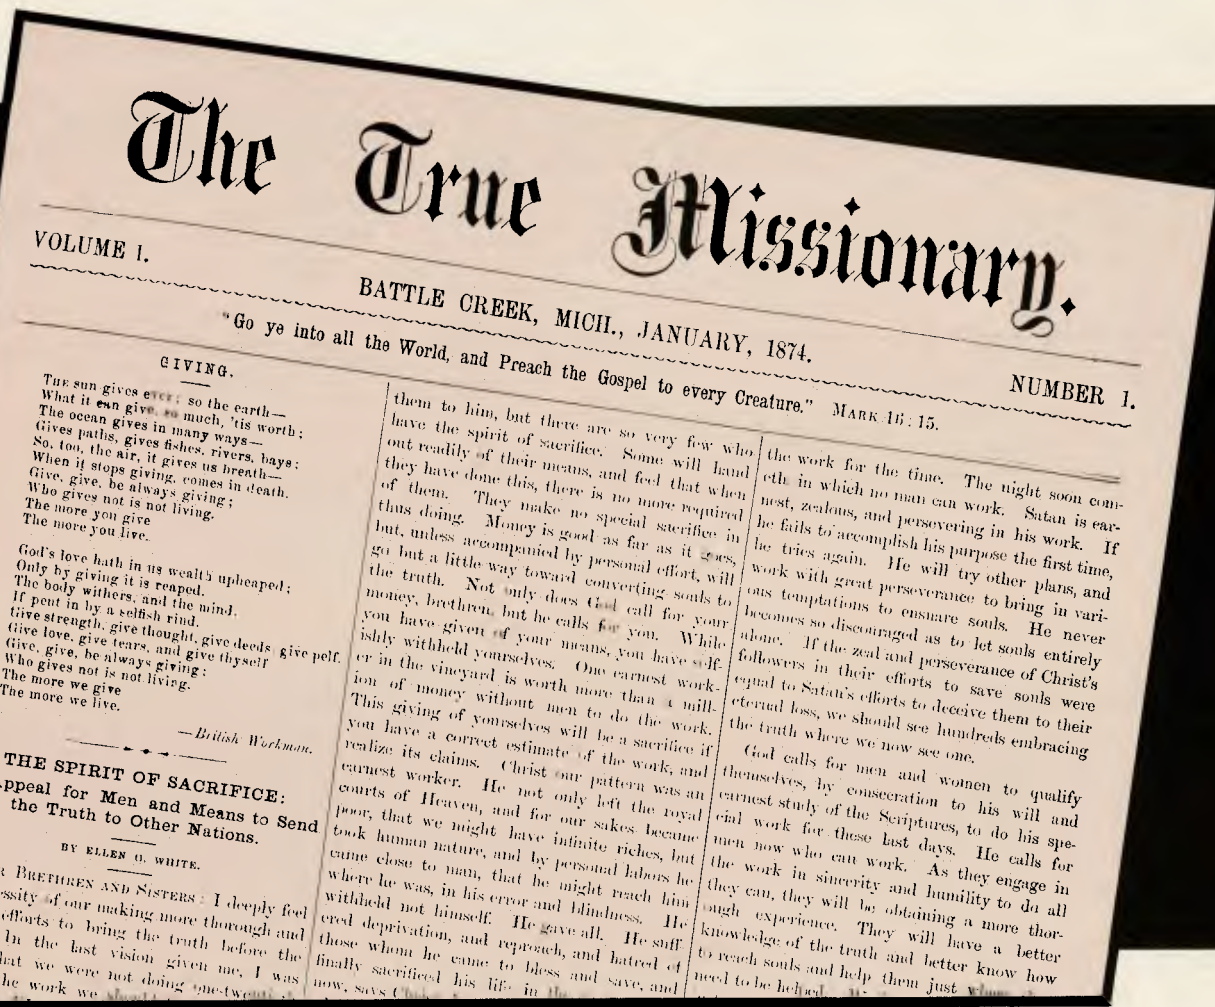 The True Missionary.
VOLUME 1.
BATTLE CREEK, MICH., JANUARY, 1874.
NUMBER 1.
"Go ye into all the World, and Preach the Gospel to every Creature." MARK 16: 15.
GIVING.
THE sun gives ever; so the earth—
What it can give, so much, 'tis worth;
The ocean gives in many ways—
Gives paths, gives fishes, rivers, bays;
So, too, the air, it gives us breath—
When it stops giving, comes in death.
Give, give, be always giving;
Who gives not is not living.
The more you give
The more you live.
God's love hath in us wealth upheaped;
Only by giving it is reaped.
The body withers, and the mind,
If pent in by a selfish rind.
Give strength, give thought, give deeds, give pelf,
Give love, give tears, and give thyself
Give, give, be always giving;
Who gives not is not living.
The more we give
The more we live.
—British Workman.
THE SPIRIT OF SACRIFICE:
ppeal for Men and Means to Send
the Truth to Other Nations.
BY ELLEN G. WHITE.
R BRETHREN AND SISTERS: I deeply feel
essity of our making more thorough and
efforts to bring the truth before the
In the last vision given me, I was
hat we were not doing one-twentieth
he work we should
them to him, but there are so very few who
have the spirit of sacrifice. Some will hand
out readily of their means, and feel that when
they have done this, there is no more required
of them. They make no special sacrifice in
thus doing. Money is good as far as it goes,
but, unless accompanied by personal effort, will
go but a little way toward converting souls to
the truth. Not only does God call for your
money, brethren, but he calls for you. While
you have given of your means, you have self-
ishly withheld yourselves. One earnest work-
er in the vineyard is worth more than a mill-
ion of money without men to do the work.
This giving of yourselves will be a sacrifice if
you have a correct estimate of the work, and
realize its claims. Christ our pattern was an
earnest worker. He not only left the royal
courts of Heaven, and for our sakes became
poor, that we might have infinite riches, but
took human nature, and by personal labors he
came close to man, that he might reach him
where he was, in his error and blindness. He
withheld not himself. He gave all. He suff-
ered deprivation, and reproach, and hatred of
those whom he came to bless and save, and
finally sacrificed his life in the
now, says
the work for the time. The night soon com-
eth in which no man can work. Satan is ear-
nest, zealous, and persevering in his work. If
he fails to accomplish his purpose the first time,
he tries again. He will try other plans, and
work with great perseverance to bring in vari-
ous temptations to ensnare souls. He never
becomes so discouraged as to let souls entirely
alone. If the zeal and perseverance of Christ's
followers in their efforts to save souls were
equal to Satan's efforts to deceive them to their
eternal loss, we should see hundreds embracing
the truth where we now see one.
God calls for men and women to qualify
themselves, by consecration to his will and
earnest study of the Scriptures, to do his spe-
cial work for these last days. He calls for
men now who can work. As they engage in
the work in sincerity and humility to do all
they can, they will be obtaining a more thor-
ough experience. They will have a better
knowledge of the truth and better know how
to reach souls and help them just
need to be helped.